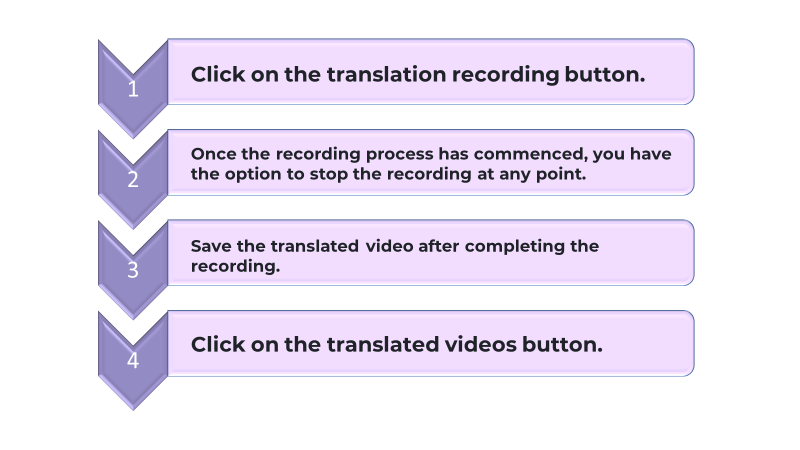 1
Click on the translation recording button.
2
Once the recording process has commenced, you have
the option to stop the recording at any point.
3
Save the translated video after completing the
recording.
4
Click on the translated videos button.